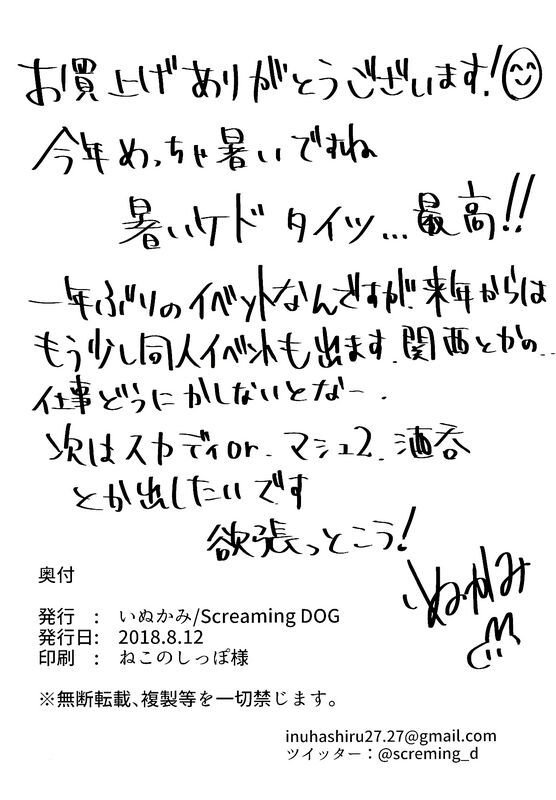 お買上げありがとうございます!
今年めっちゃ暑いですね
暑いケド タイツ...最高!!
一年ぶりのイベントなんですが、来年からは
もう少し同人イベントも出ます。関西とかの...
仕事どうにかしないとなー.
次はスカディor. マシュ2. 酒呑
とか出したいです
欲張っとこう!
いぬかみ
奥付
発行 : いぬかみ/Screaming DOG
発行日: 2018.8.12
印刷 : ねこのしっぽ様
※無断転載、複製等を一切禁じます。
inuhashiru27.27@gmail.com
ツイッター:@screming_d